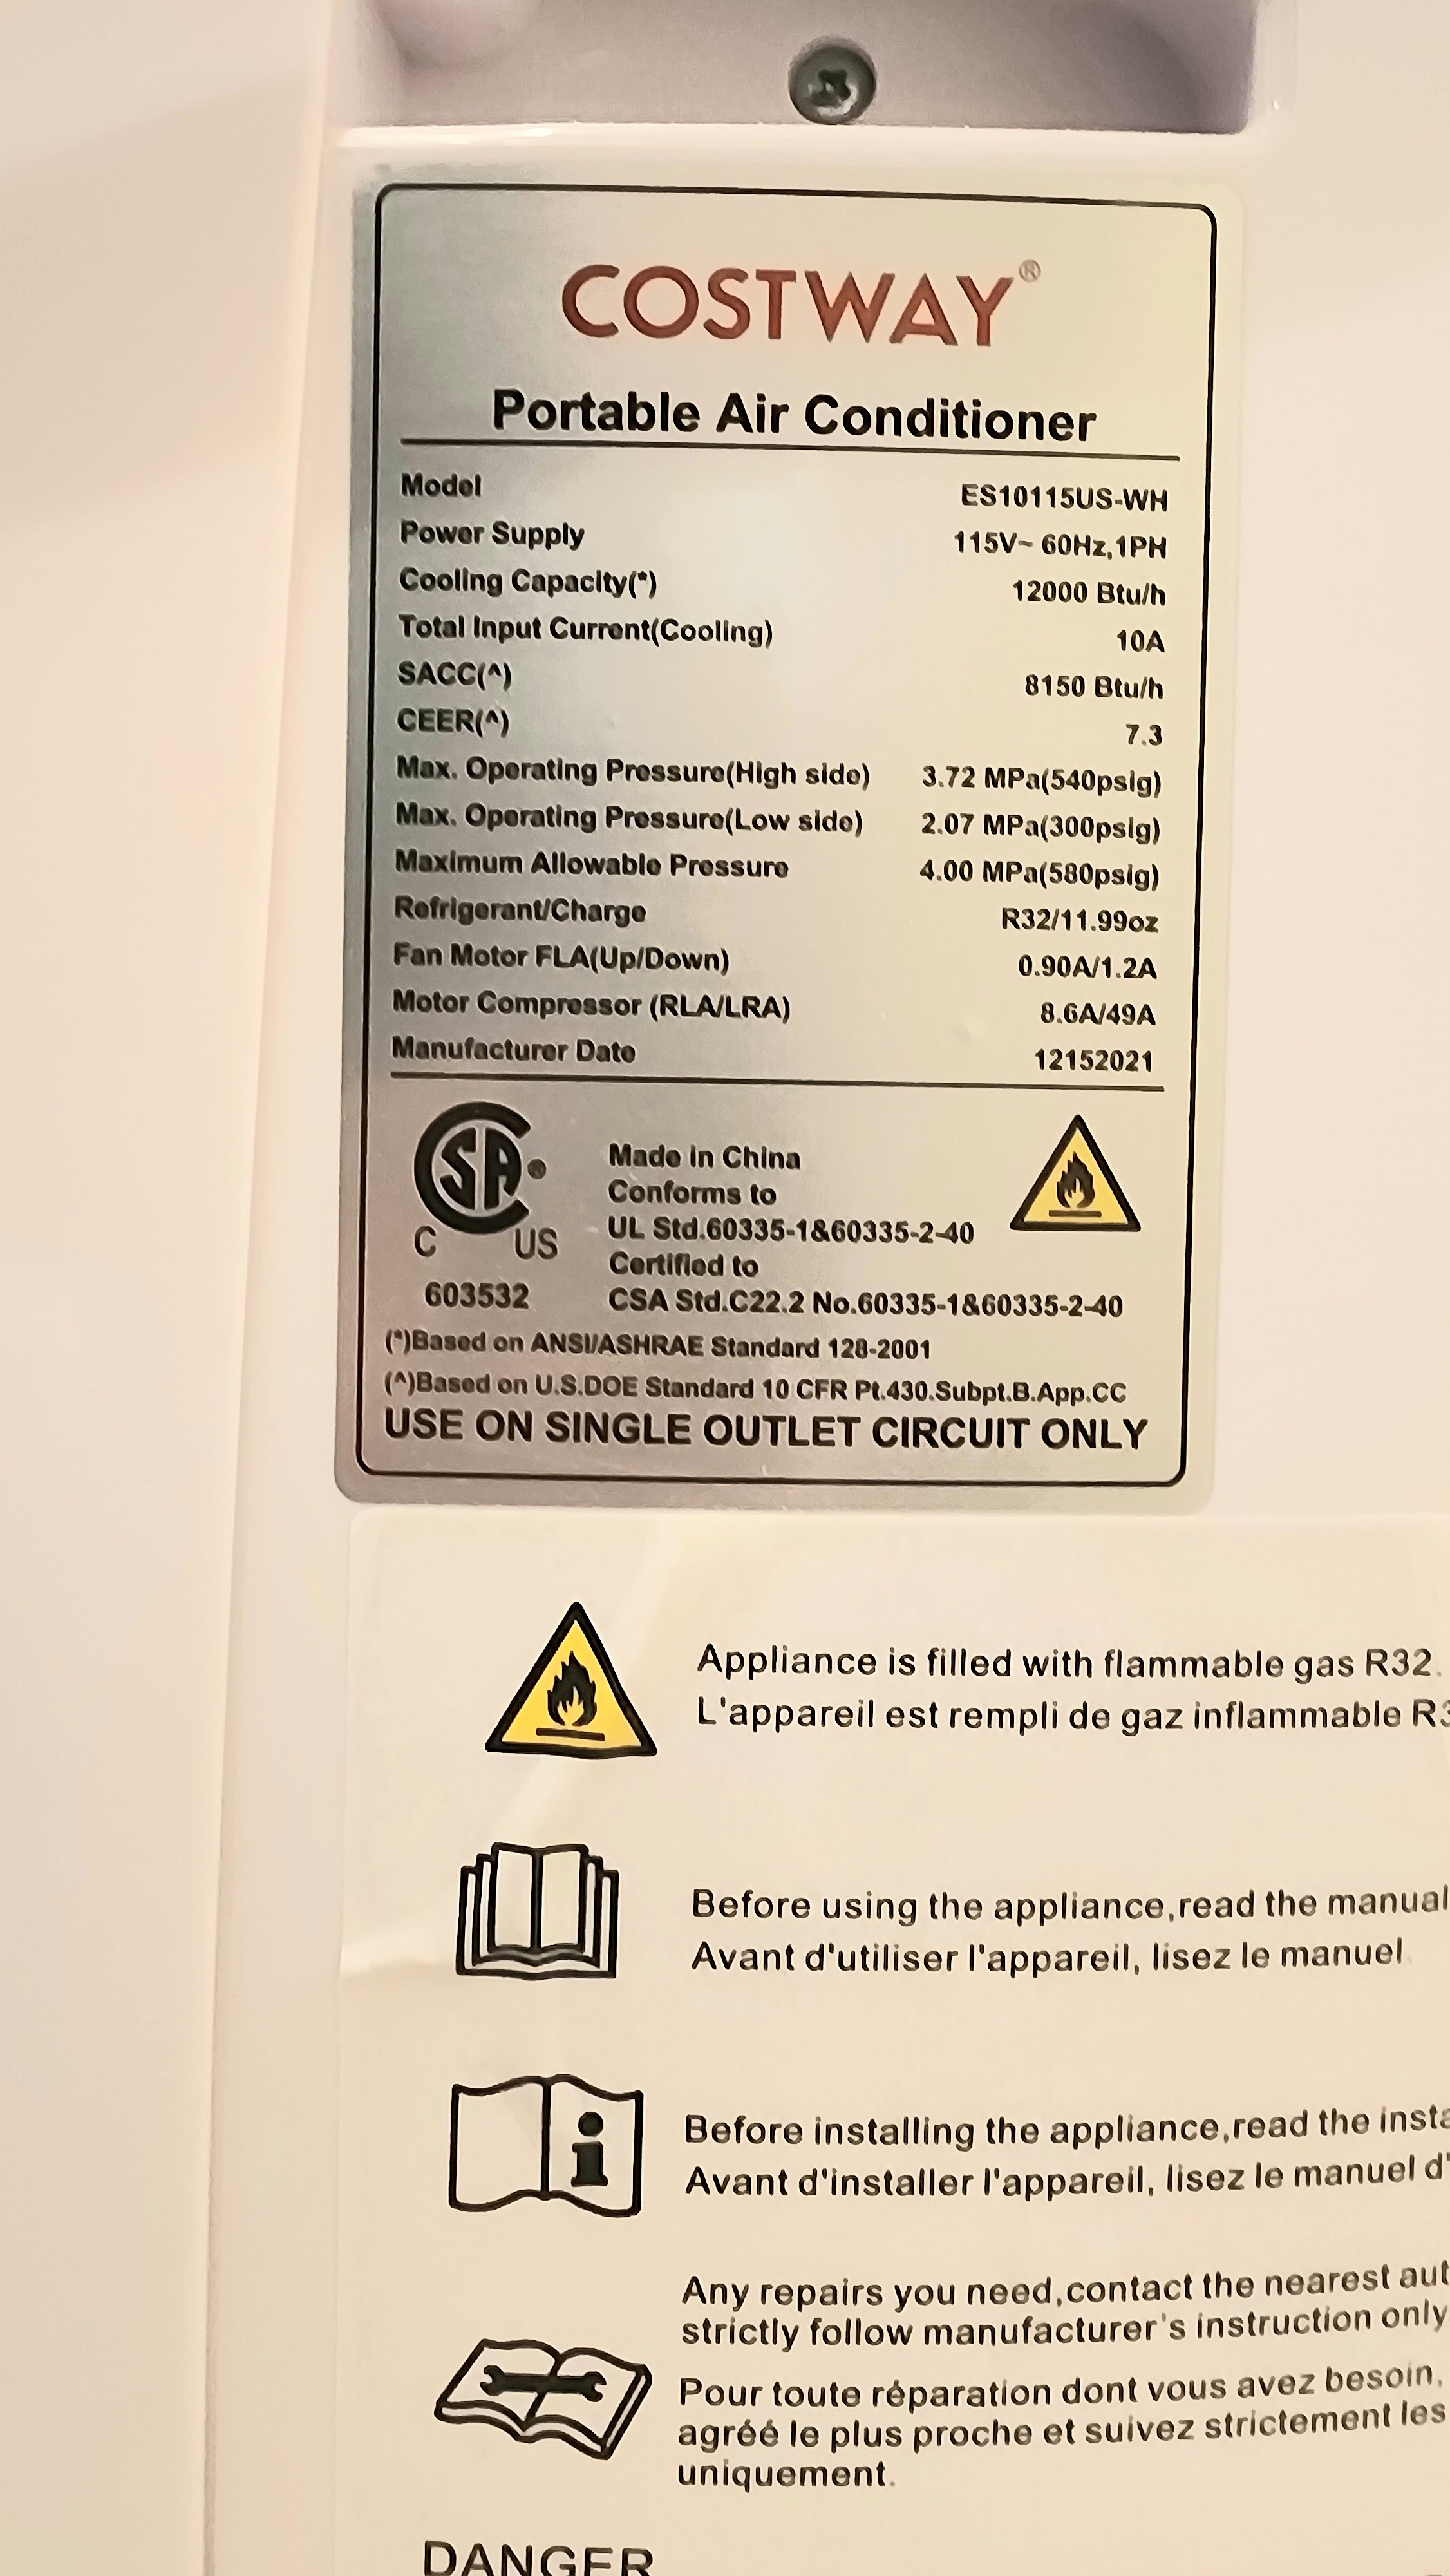 COSTWAY®
Portable Air Conditioner
Model ES10115US-WH
Power Supply 115V~ 60Hz,1PH
Cooling Capacity(*) 12000 Btu/h
Total Input Current(Cooling) 10A
SACC(^) 8150 Btu/h
CEER(^) 7.3
Max. Operating Pressure(High side) 3.72 MPa(540psig)
Max. Operating Pressure(Low side) 2.07 MPa(300psig)
Maximum Allowable Pressure 4.00 MPa(580psig)
Refrigerant/Charge R32/11.99oz
Fan Motor FLA(Up/Down) 0.90A/1.2A
Motor Compressor (RLA/LRA) 8.6A/49A
Manufacturer Date 12152021
CSA®
C US
603532
Made in China
Conforms to
UL Std.60335-1&60335-2-40
Certified to
CSA Std.C22.2 No.60335-1&60335-2-40
(*)Based on ANSI/ASHRAE Standard 128-2001
(^)Based on U.S.DOE Standard 10 CFR Pt.430.Subpt.B.App.CC
USE ON SINGLE OUTLET CIRCUIT ONLY
Appliance is filled with flammable gas R32.
L'appareil est rempli de gaz inflammable R3
Before using the appliance,read the manual
Avant d'utiliser l'appareil, lisez le manuel
Before installing the appliance,read the insta
Avant d'installer l'appareil, lisez le manuel d'
Any repairs you need,contact the nearest aut
strictly follow manufacturer's instruction only
Pour toute réparation dont vous avez besoin,
agréé le plus proche et suivez strictement les
uniquement.
DANGER